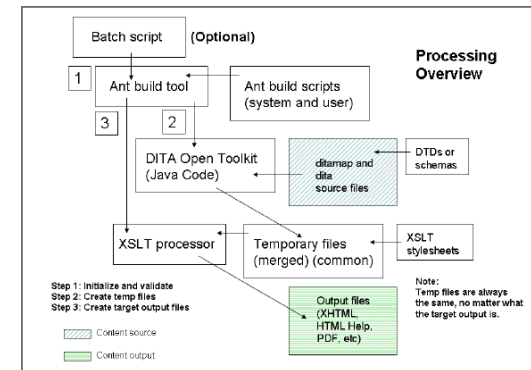 Batch script
(Optional)
Processing
Overview
1
Ant build tool
Ant build scripts
(system and user)
3
2
DITA Open Toolkit
(Java Code)
ditamap and
dita
source files
DTDs or
schemas
XSLT processor
Temporary files
(merged) (common)
XSLT
stylesheets
Step 1: Initialize and validate
Step 2: Create temp files
Step 3: Create target output files
Note:
Temp files are always
the same, no matter what
the target output is.
Output files
(XHTML,
HTML Help,
PDF, etc)
Content source
Content output